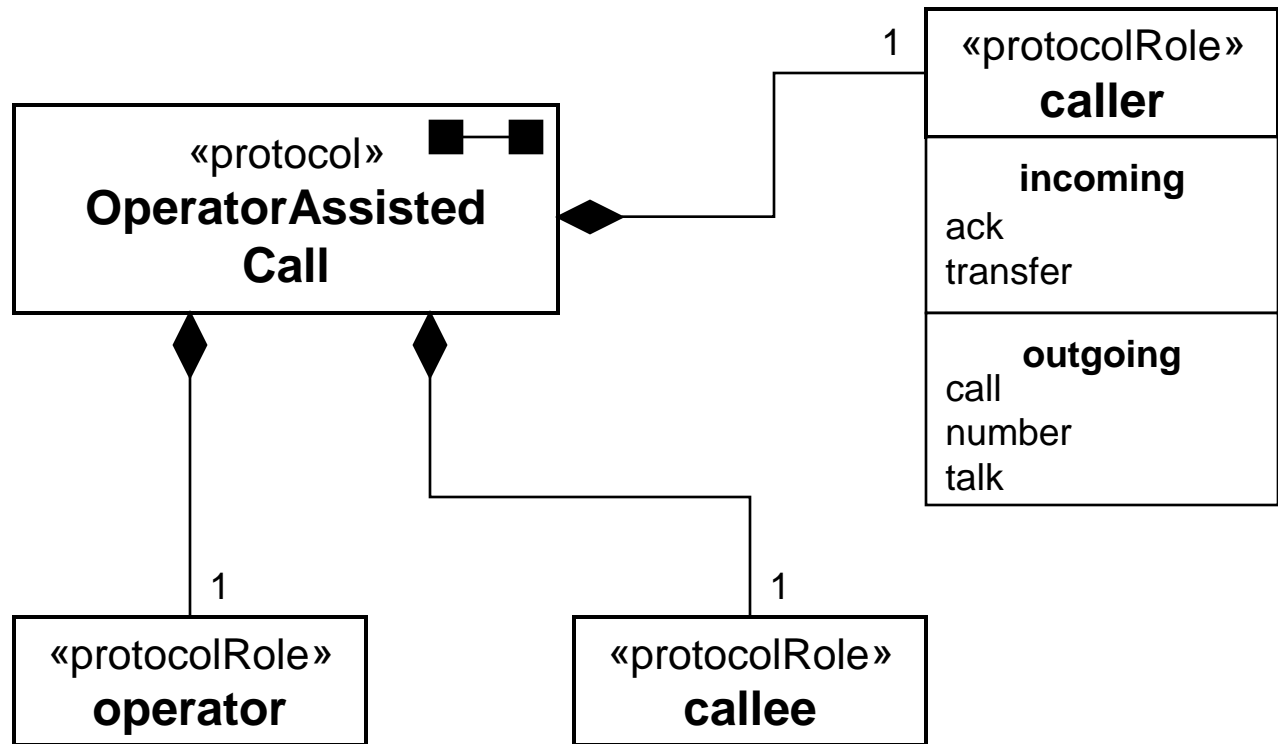 1
«protocolRole»
caller
«protocol»
OperatorAssisted
Call
incoming
ack
transfer
outgoing
call
number
talk
1
1
«protocolRole»
operator
«protocolRole»
callee